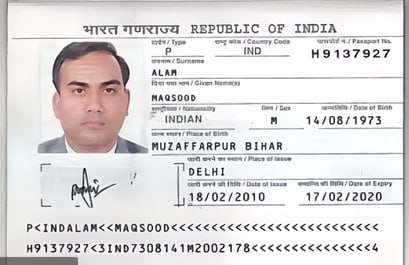 भारत गणराज्य REPUBLIC OF INDIA
टाईप / Type राष्ट्र कोड / Country Code पासपोर्ट नं. / Passport No.
P IND H9137927
उपनाम / Surname
ALAM
दिया गया नाम / Given Name(s)
MAQSOOD
राष्ट्रीयता / Nationality लिंग / Sex जन्मतिथि / Date of Birth
INDIAN M 14/08/1973
जन्म स्थान / Place of Birth
MUZAFFARPUR BIHAR
जारी करने का स्थान / Place of Issue
DELHI
जारी करने की तिथि / Date of Issue समाप्ति की तिथि / Date of Expiry
18/02/2010 17/02/2020
P<INDALAM<<MAQSOOD<<<<<<<<<<<<<<<<<<<<<<<<<<
H9137927<3IND7308141M2002178<<<<<<<<<<<<<<4